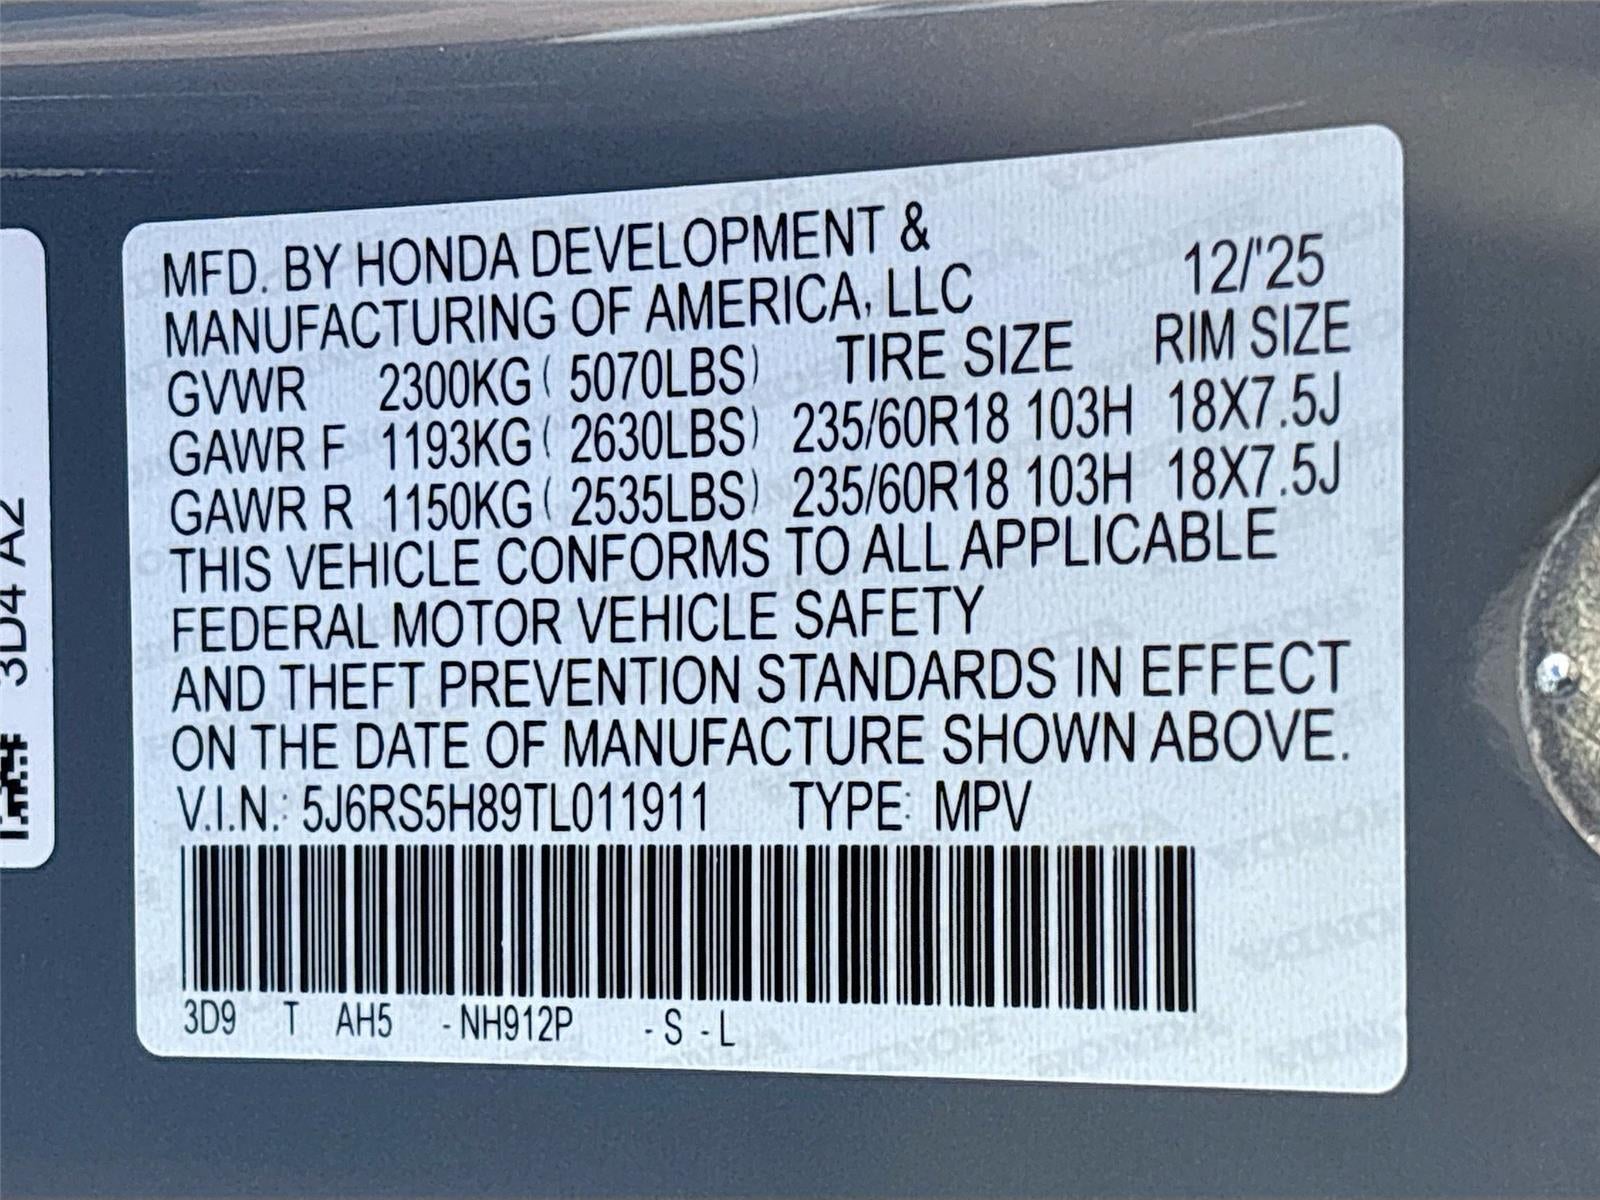 MFD. BY HONDA DEVELOPMENT &
MANUFACTURING OF AMERICA, LLC 12/'25
GVWR 2300KG ( 5070LBS) TIRE SIZE RIM SIZE
GAWR F 1193KG ( 2630LBS) 235/60R18 103H 18X7.5J
GAWR R 1150KG ( 2535LBS) 235/60R18 103H 18X7.5J
THIS VEHICLE CONFORMS TO ALL APPLICABLE
FEDERAL MOTOR VEHICLE SAFETY
AND THEFT PREVENTION STANDARDS IN EFFECT
ON THE DATE OF MANUFACTURE SHOWN ABOVE.
V.I.N.: 5J6RS5H89TL011911 TYPE: MPV
3D9 T AH5 -NH912P -S -L
3D4 A2